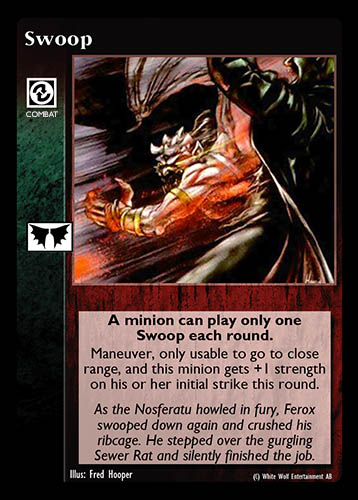 Swoop
COMBAT
A minion can play only one
Swoop each round.
Maneuver, only usable to go to close
range, and this minion gets +1 strength
on his or her initial strike this round.
As the Nosferatu howled in fury, Ferox
swooped down again and crushed his
ribcage. He stepped over the gurgling
Sewer Rat and silently finished the job.
Illus: Fred Hooper
(C) White Wolf Entertainment AB